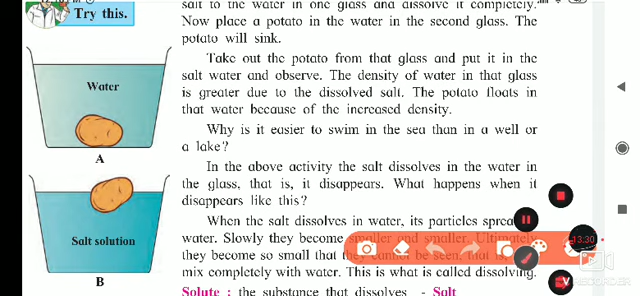 Try this.
salt to the water in one glass and dissolve it completely.
Now place a potato in the water in the second glass. The
potato will sink.
Take out the potato from that glass and put it in the
salt water and observe. The density of water in that glass
is greater due to the dissolved salt. The potato floats in
that water because of the increased density.
Why is it easier to swim in the sea than in a well or
a lake?
In the above activity the salt dissolves in the water in
the glass, that is, it disappears. What happens when it
disappears like this?
When the salt dissolves in water, its particles
water. Slowly they become smaller and smaller. Ultimately
they become so small that they cannot be seen, that
mix completely with water. This is what is called dissolving.
Solute : the substance that dissolves - Salt
Water
A
Salt solution
B
13:30